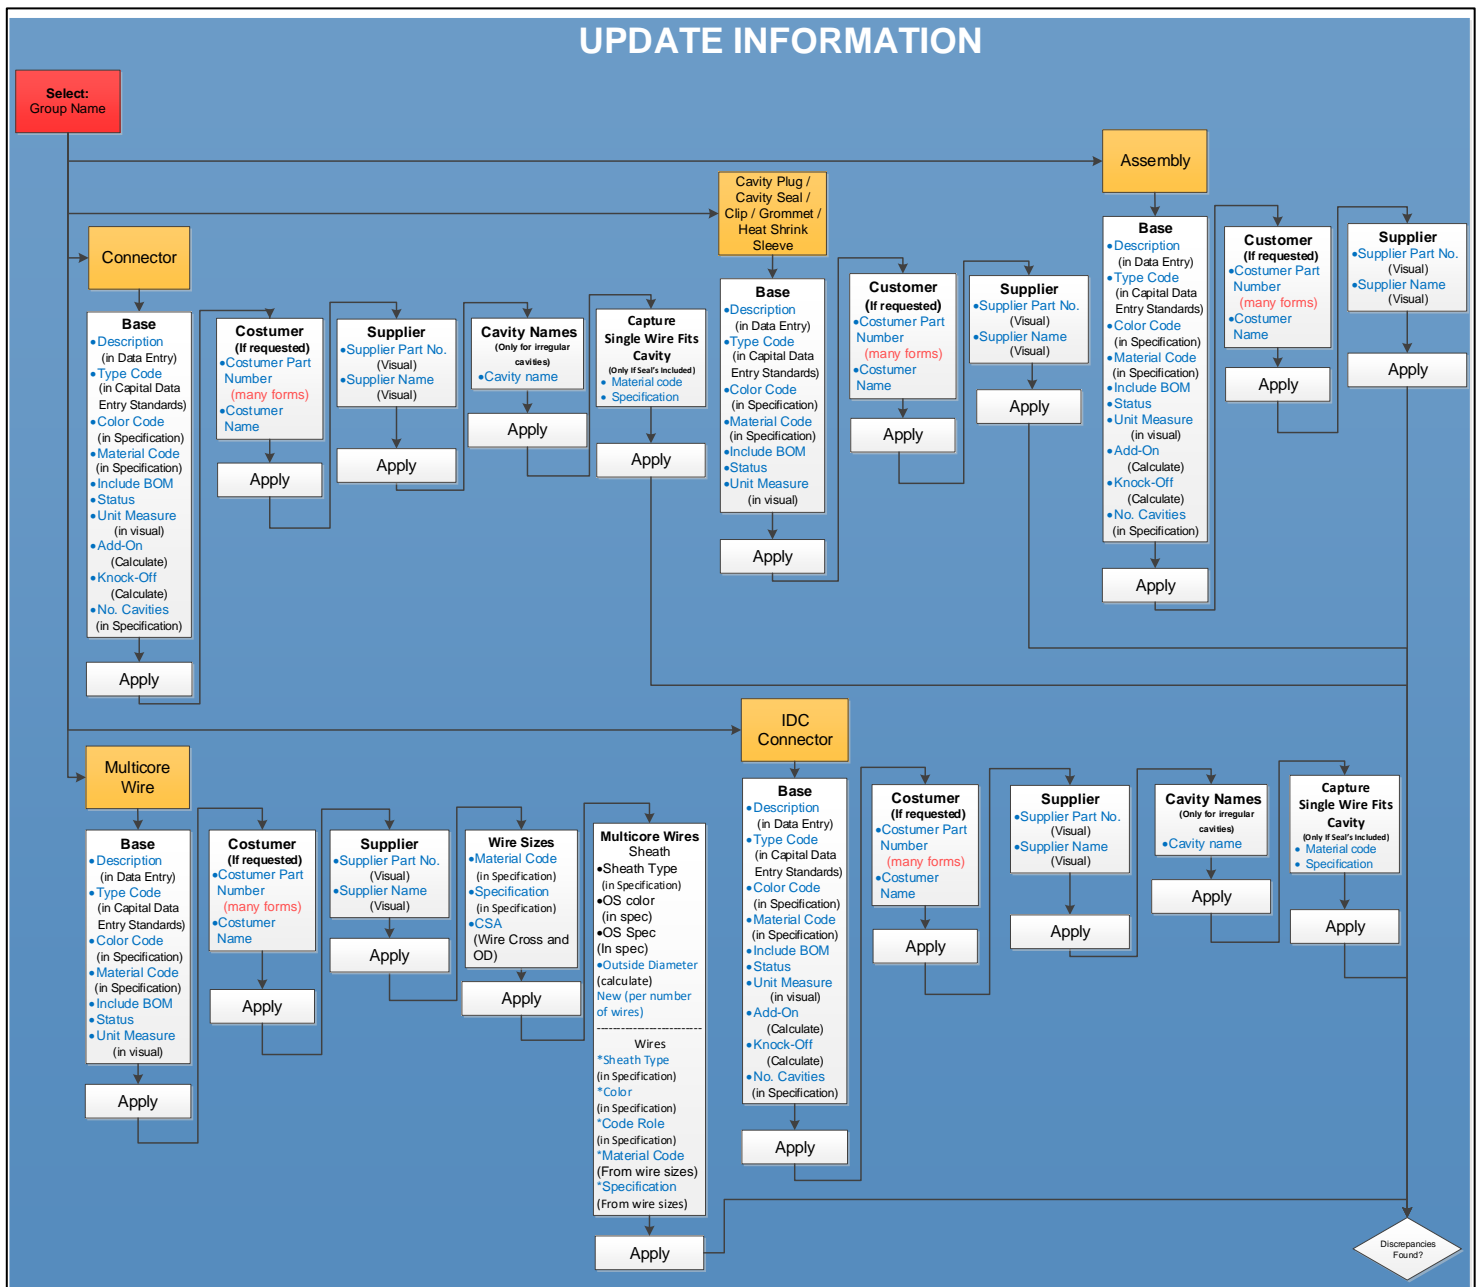 UPDATE INFORMATION
Select:
Group Name
Assembly
Base
•Description
(in Data Entry)
•Type Code
(in Capital Data
Entry Standards)
•Color Code
(in Specification)
•Material Code
(in Specification)
•Include BOM
•Status
•Unit Measure
(in visual)
•Add-On
(Calculate)
•Knock-Off
(Calculate)
•No. Cavities
(in Specification)
Apply
Customer
(If requested)
•Costumer Part
Number
(many forms)
•Costumer
Name
Apply
Supplier
•Supplier Part No.
(Visual)
•Supplier Name
(Visual)
Apply
Cavity Plug /
Cavity Seal /
Clip / Grommet /
Heat Shrink
Sleeve
Base
•Description
(in Data Entry)
•Type Code
(in Capital Data
Entry Standards)
•Color Code
(in Specification)
•Material Code
(in Specification)
•Include BOM
•Status
•Unit Measure
(in visual)
Apply
Customer
(If requested)
•Costumer Part
Number
(many forms)
•Costumer
Name
Apply
Supplier
•Supplier Part No.
(Visual)
•Supplier Name
(Visual)
Apply
Connector
Base
•Description
(in Data Entry)
•Type Code
(in Capital Data
Entry Standards)
•Color Code
(in Specification)
•Material Code
(in Specification)
•Include BOM
•Status
•Unit Measure
(in visual)
•Add-On
(Calculate)
•Knock-Off
(Calculate)
•No. Cavities
(in Specification)
Apply
Costumer
(If requested)
•Costumer Part
Number
(many forms)
•Costumer
Name
Apply
Supplier
•Supplier Part No.
(Visual)
•Supplier Name
(Visual)
Apply
Cavity Names
(Only for irregular
cavities)
•Cavity name
Apply
Capture
Single Wire Fits
Cavity
(Only If Seal's Included)
• Material code
• Specification
Apply
IDC
Connector
Base
•Description
(in Data Entry)
•Type Code
(in Capital Data
Entry Standards)
•Color Code
(in Specification)
•Material Code
(in Specification)
•Include BOM
•Status
•Unit Measure
(in visual)
•Add-On
(Calculate)
•Knock-Off
(Calculate)
•No. Cavities
(in Specification)
Apply
Costumer
(If requested)
•Costumer Part
Number
(many forms)
•Costumer
Name
Apply
Supplier
•Supplier Part No.
(Visual)
•Supplier Name
(Visual)
Apply
Cavity Names
(Only for irregular
cavities)
•Cavity name
Apply
Capture
Single Wire Fits
Cavity
(Only If Seal's Included)
• Material code
• Specification
Apply
Multicore
Wire
Base
•Description
(in Data Entry)
•Type Code
(in Capital Data
Entry Standards)
•Color Code
(in Specification)
•Material Code
(in Specification)
•Include BOM
•Status
•Unit Measure
(in visual)
Apply
Costumer
(If requested)
•Costumer Part
Number
(many forms)
•Costumer
Name
Apply
Supplier
•Supplier Part No.
(Visual)
•Supplier Name
(Visual)
Apply
Wire Sizes
•Material Code
(in Specification)
•Specification
(in Specification)
•CSA
(Wire Cross and
OD)
Apply
Multicore Wires
Sheath
•Sheath Type
(in Specification)
•OS color
(in spec)
•OS Spec
(In spec)
•Outside Diameter
(calculate)
New (per number
of wires)
---------------------------
Wires
*Sheath Type
(in Specification)
*Color
(in Specification)
*Code Role
(in Specification)
*Material Code
(From wire sizes)
*Specification
(From wire sizes)
Apply
Discrepancies
Found?